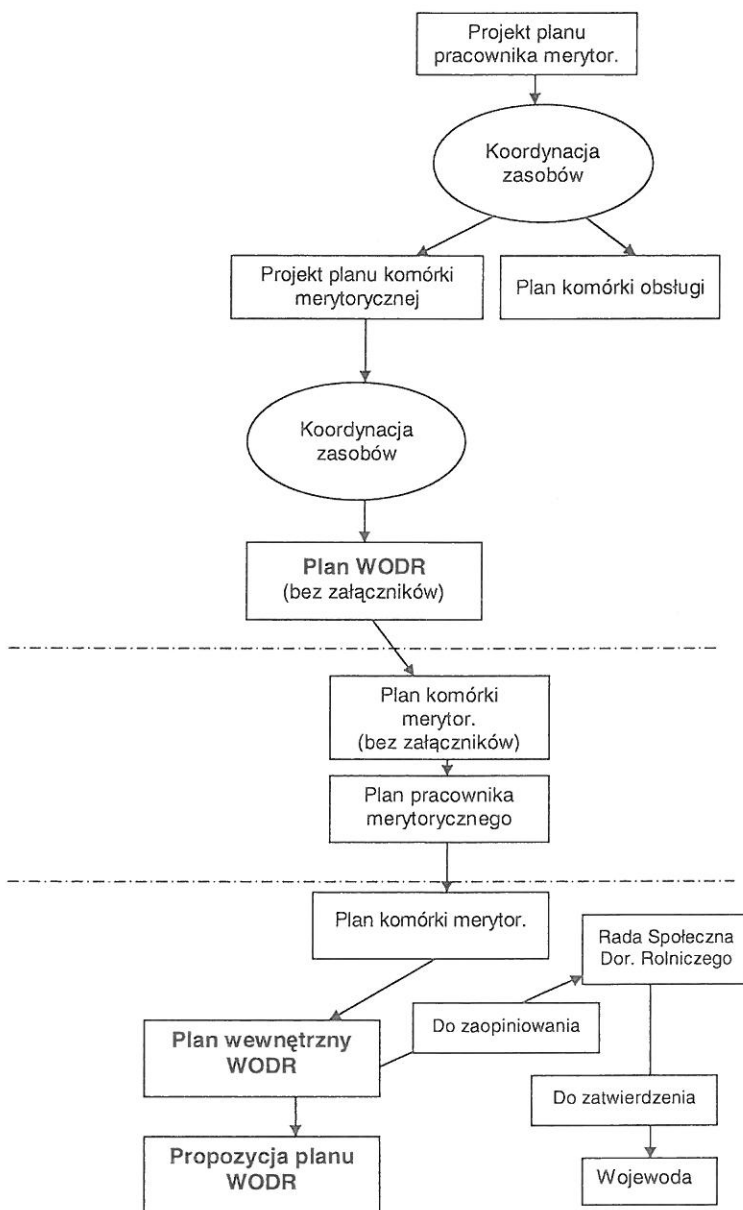 Projekt planu
pracownika merytor.
Koordynacja
zasobów
Projekt planu komórki
merytorycznej
Plan komórki obsługi
Koordynacja
zasobów
Plan WODR
(bez załączników)
Plan komórki
merytor.
(bez załączników)
Plan pracownika
merytorycznego
Plan komórki merytor.
Rada Społeczna
Dor. Rolniczego
Do zaopiniowania
Plan wewnętrzny
WODR
Do zatwierdzenia
Propozycja planu
WODR
Wojewoda